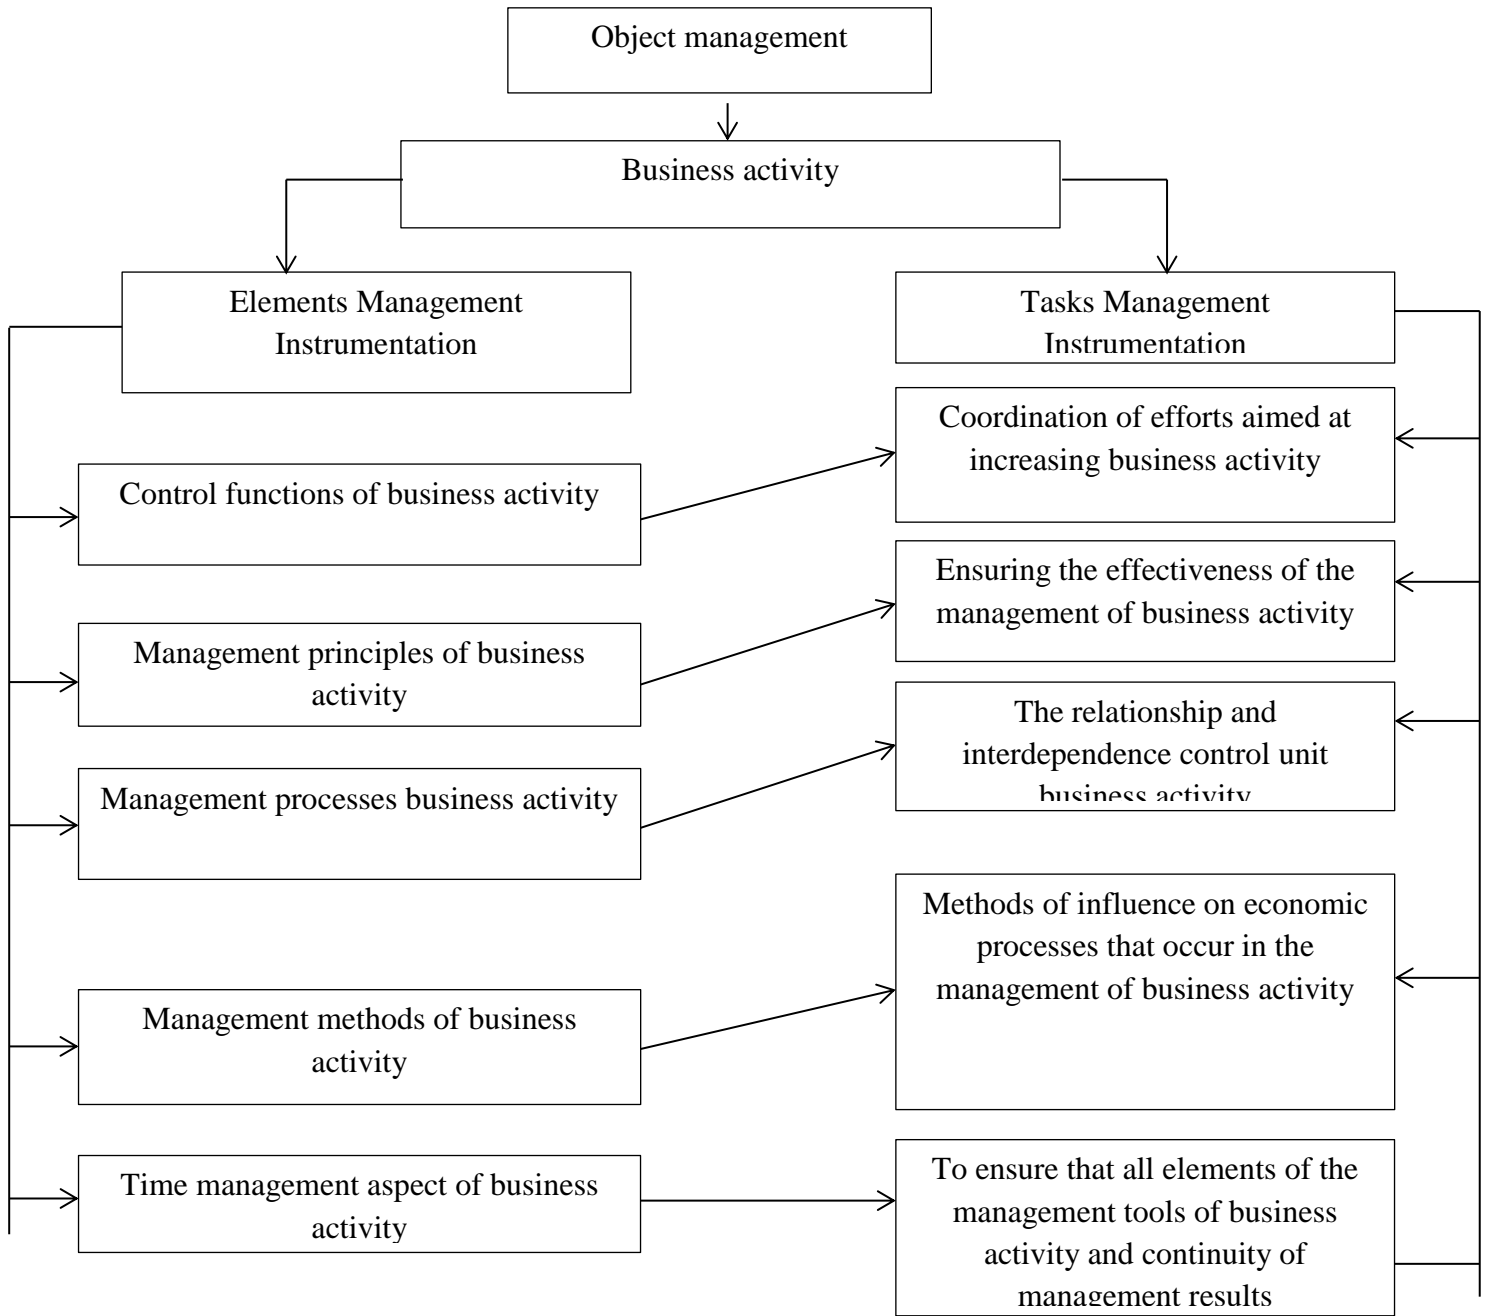 Object management
Business activity
Elements Management
Instrumentation
Tasks Management
Instrumentation
Control functions of business activity
Coordination of efforts aimed at
increasing business activity
Management principles of business
activity
Ensuring the effectiveness of the
management of business activity
Management processes business activity
The relationship and
interdependence control unit
business activity
Management methods of business
activity
Methods of influence on economic
processes that occur in the
management of business activity
Time management aspect of business
activity
To ensure that all elements of the
management tools of business
activity and continuity of
management results